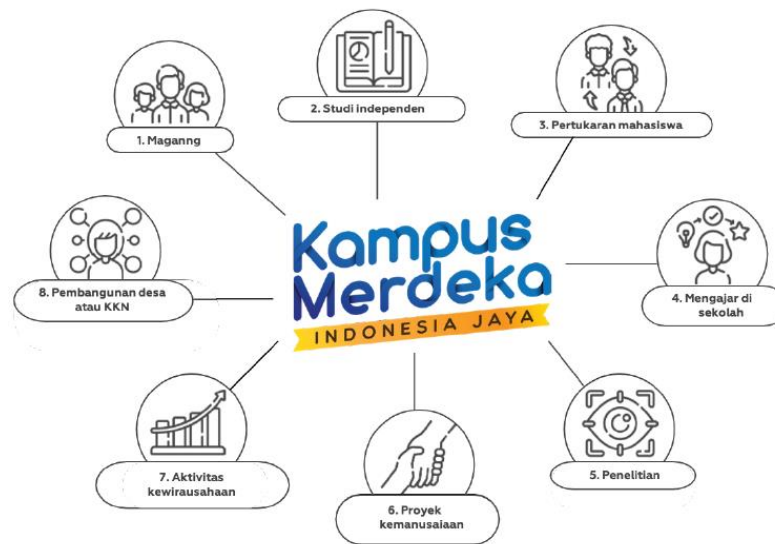 1. Maganng
2. Studi independen
3. Pertukaran mahasiswa
4. Mengajar di
sekolah
5. Penelitian
6. Proyek
kemanusaiaan
7. Aktivitas
kewirausahaan
8. Pembangunan desa
atau KKN
Kampus
Merdeka
INDONESIA JAYA